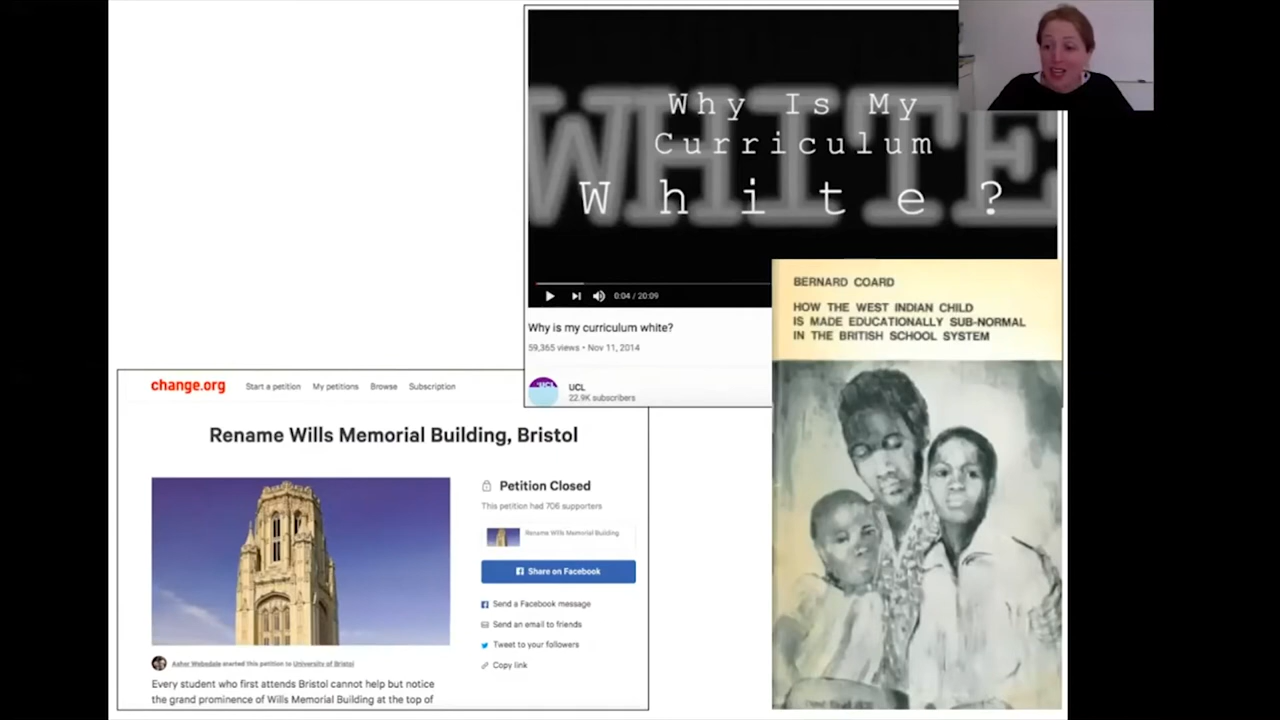 WHITE
Why Is My
Curriculum
White?
0:04 / 20:09
Why is my curriculum white?
59,365 views • Nov 11, 2014
UCL
UCL
22.9K subscribers
BERNARD COARD
HOW THE WEST INDIAN CHILD
IS MADE EDUCATIONALLY SUB-NORMAL
IN THE BRITISH SCHOOL SYSTEM
change.org
Start a petition
My petitions
Browse
Subscription
Rename Wills Memorial Building, Bristol
Petition Closed
This petition had 706 supporters
Rename Wills Memorial Building
Share on Facebook
Send a Facebook message
Send an email to friends
Tweet to your followers
Copy link
Asher Websdale started this petition to University of Bristol
Every student who first attends Bristol cannot help but notice
the grand prominence of Wills Memorial Building at the top of